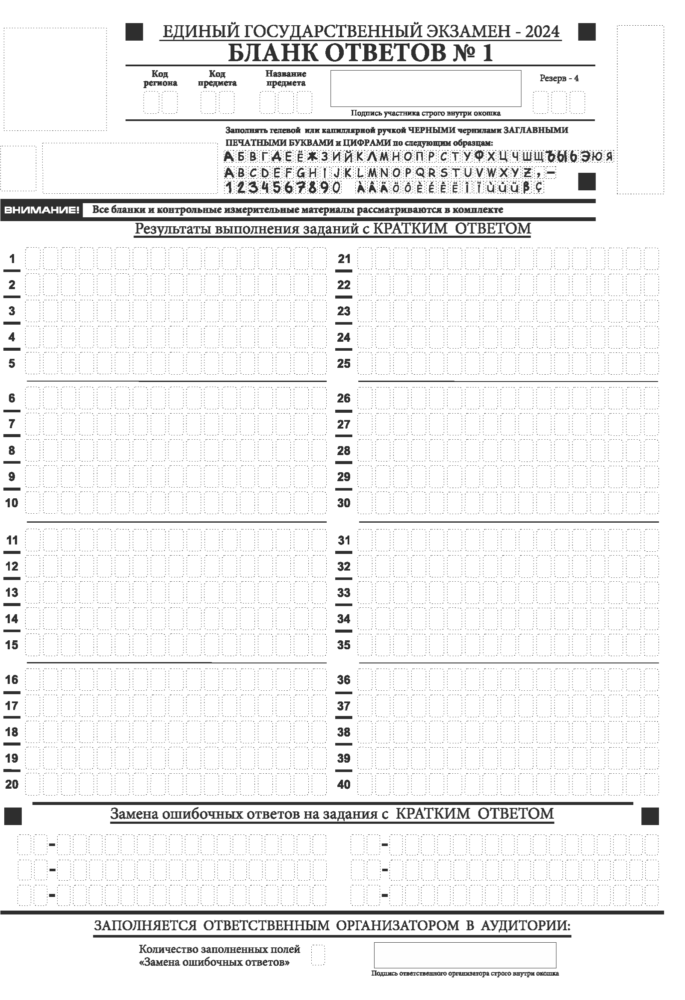 ЕДИНЫЙ ГОСУДАРСТВЕННЫЙ ЭКЗАМЕН - 2024
БЛАНК ОТВЕТОВ № 1
Код региона
Код предмета
Название предмета
Резерв - 4
Подпись участника строго внутри окошка
Заполнять гелевой или капиллярной ручкой ЧЕРНЫМИ чернилами ЗАГЛАВНЫМИ
ПЕЧАТНЫМИ БУКВАМИ и ЦИФРАМИ по следующим образцам:
А Б В Г Д Е Ё Ж З И Й К Л М Н О П Р С Т У Ф Х Ц Ч Ш Щ Ъ Ы Ь Э Ю Я
A B C D E F G H I J K L M N O P Q R S T U V W X Y Z , -
1 2 3 4 5 6 7 8 9 0 À Â Ä Ö Ô È É Ê Ë Î Ï Ù Û Ü β Ç
ВНИМАНИЕ! Все бланки и контрольные измерительные материалы рассматриваются в комплекте
Результаты выполнения заданий с КРАТКИМ ОТВЕТОМ
1 21
2 22
3 23
4 24
5 25
6 26
7 27
8 28
9 29
10 30
11 31
12 32
13 33
14 34
15 35
16 36
17 37
18 38
19 39
20 40
Замена ошибочных ответов на задания с КРАТКИМ ОТВЕТОМ
- -
- -
- -
ЗАПОЛНЯЕТСЯ ОТВЕТСТВЕННЫМ ОРГАНИЗАТОРОМ В АУДИТОРИИ:
Количество заполненных полей
«Замена ошибочных ответов»
Подпись ответственного организатора строго внутри окошка